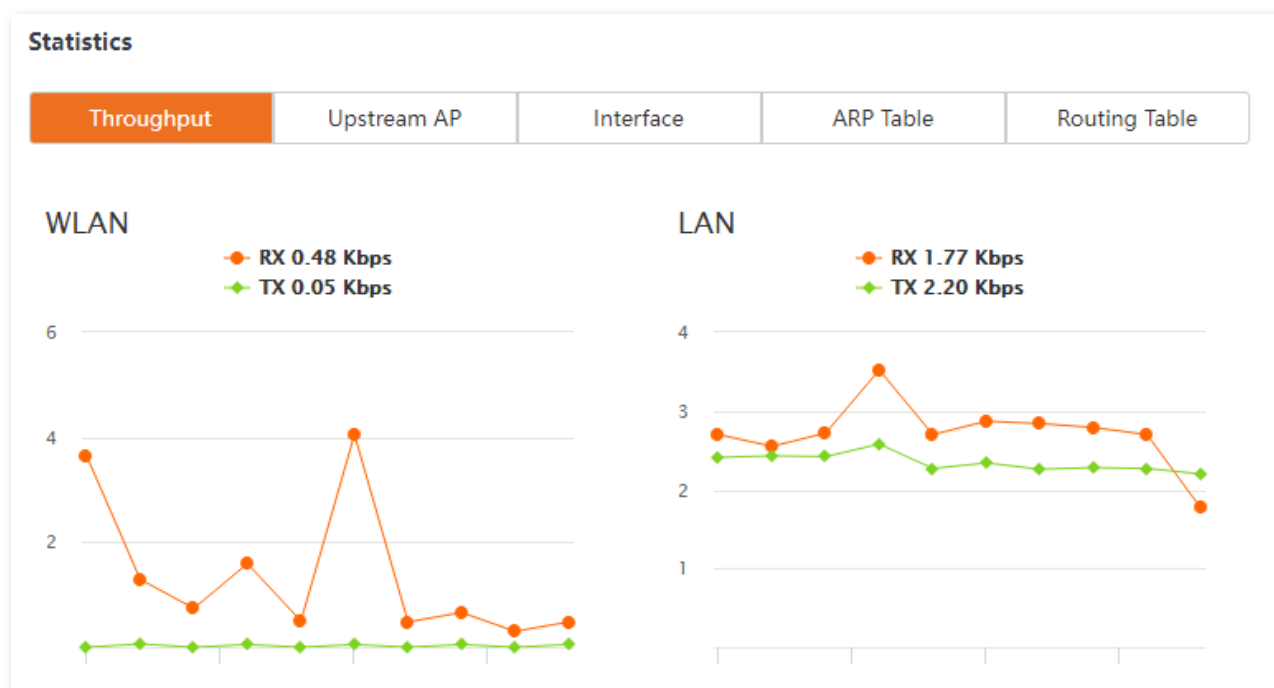 Statistics
Throughput
Upstream AP
Interface
ARP Table
Routing Table
WLAN
RX 0.48 Kbps
TX 0.05 Kbps
6
4
2
LAN
RX 1.77 Kbps
TX 2.20 Kbps
4
3
2
1